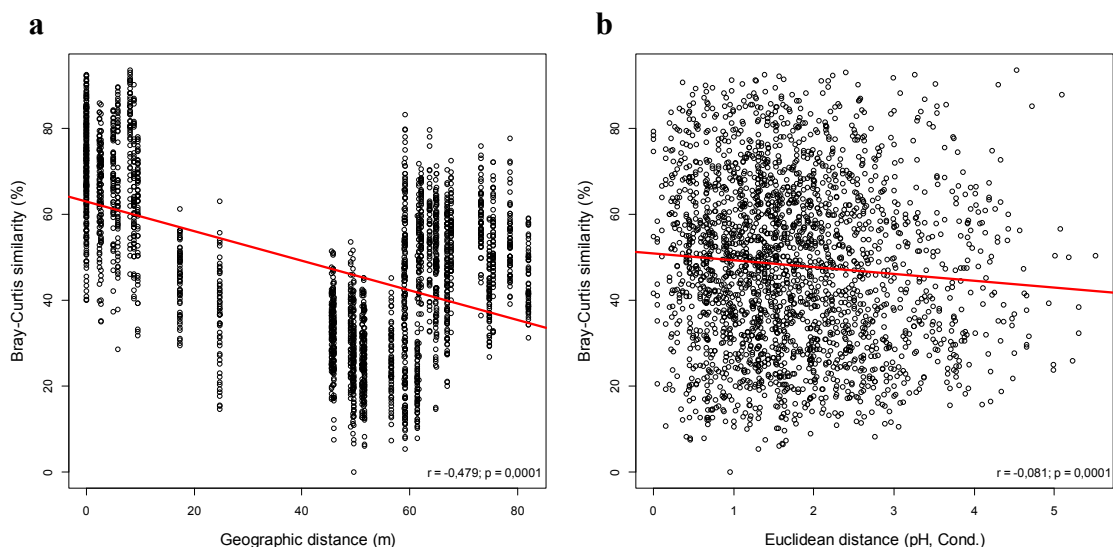 a
b
Bray-Curtis similarity (%)
80
60
40
20
0
0
20
40
60
80
Geographic distance (m)
r = -0,479; p = 0,0001
Bray-Curtis similarity (%)
80
60
40
20
0
0
1
2
3
4
5
Euclidean distance (pH, Cond.)
r = -0,081; p = 0,0001